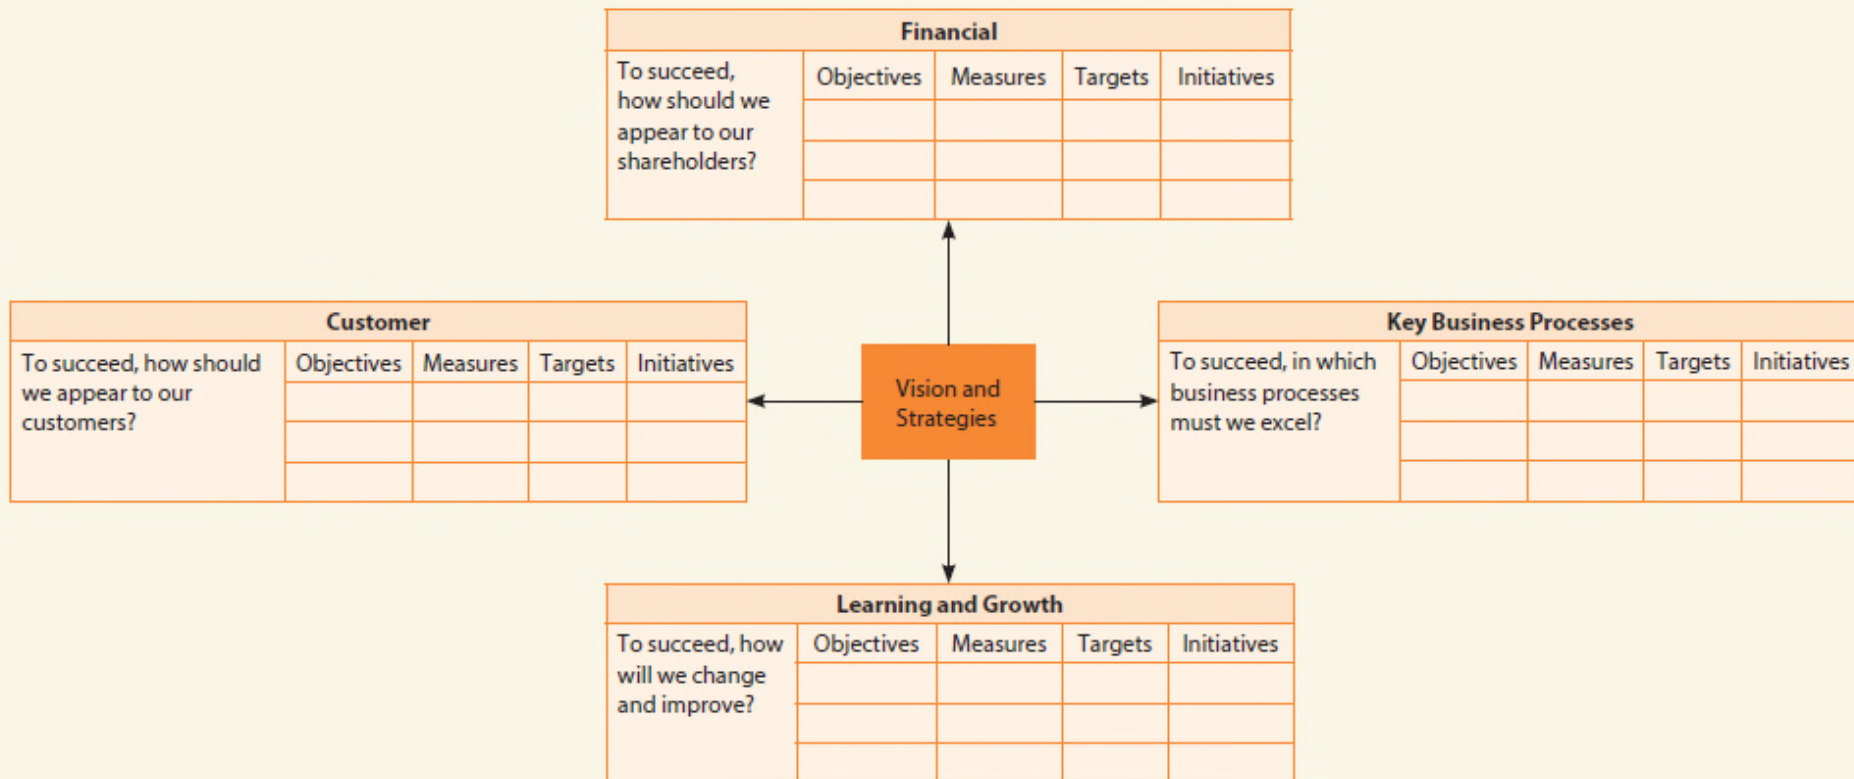 Financial
To succeed,
how should we
appear to our
shareholders?
Objectives Measures Targets Initiatives
Customer
To succeed, how should
we appear to our
customers?
Objectives Measures Targets Initiatives
Vision and
Strategies
Key Business Processes
To succeed, in which
business processes
must we excel?
Objectives Measures Targets Initiatives
Learning and Growth
To succeed, how
will we change
and improve?
Objectives Measures Targets Initiatives